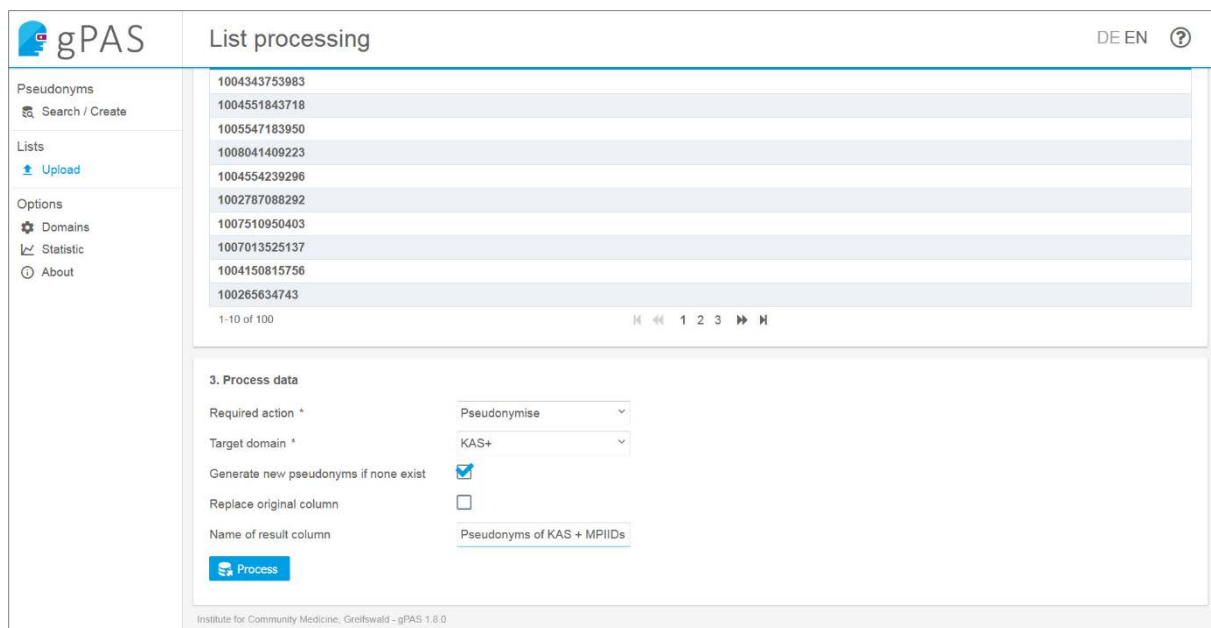 gPAS
List processing
DE EN
Pseudonyms
Search / Create
Lists
Upload
Options
Domains
Statistic
About
1004343753983
1004551843718
1005547183950
1008041409223
1004554239296
1002787088292
1007510950403
1007013525137
1004150815756
100265634743
1-10 of 100 1 2 3
3. Process data
Required action * Pseudonymise
Target domain * KAS+
Generate new pseudonyms if none exist
Replace original column
Name of result column Pseudonyms of KAS + MPIIDs
Process
Institute for Community Medicine, Greifswald - gPAS 1.8.0